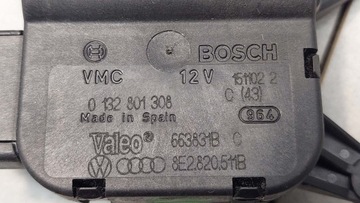 BOSCH
VMC 12 V 151102 2
0 132 801 308 C (43)
Made in Spain 964
Valeo® 663831B C
8E2.820.511B